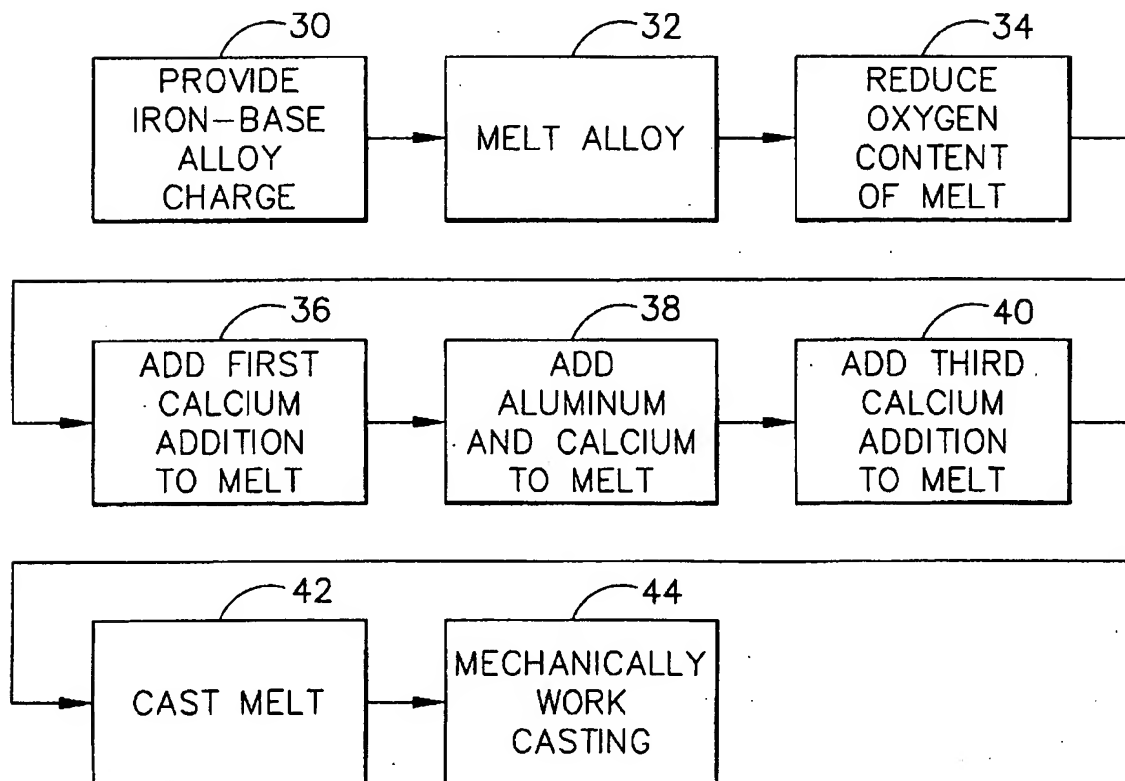 30
PROVIDE
IRON-BASE
ALLOY
CHARGE
32
MELT ALLOY
34
REDUCE
OXYGEN
CONTENT
OF MELT
36
ADD FIRST
CALCIUM
ADDITION
TO MELT
38
ADD
ALUMINUM
AND CALCIUM
TO MELT
40
ADD THIRD
CALCIUM
ADDITION
TO MELT
42
CAST MELT
44
MECHANICALLY
WORK
CASTING